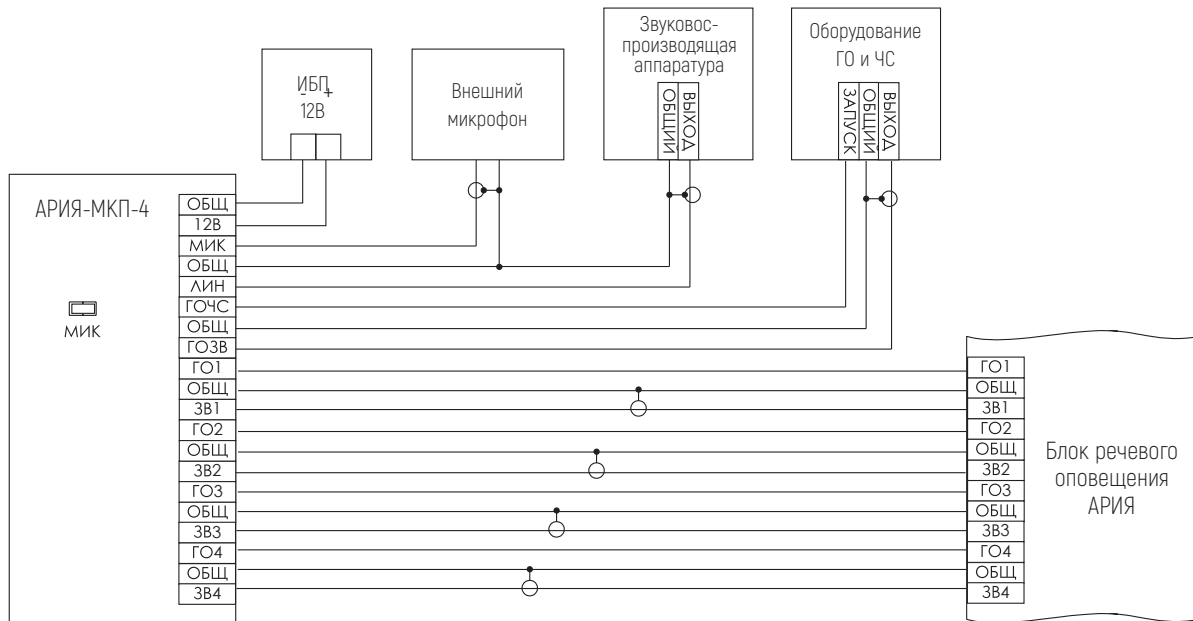 Звуковос-
производящая
аппаратура
ОБЩИЙ
ВЫХОД
Оборудование
ГО и ЧС
ЗАПУСК
ОБЩИЙ
ВЫХОД
ИБП
- +
12В
Внешний
микрофон
АРИЯ-МКП-4
МИК
ОБЩ
12В
МИК
ОБЩ
ЛИН
ГОЧС
ОБЩ
ГОЗВ
ГО1
ОБЩ
ЗВ1
ГО2
ОБЩ
ЗВ2
ГО3
ОБЩ
ЗВ3
ГО4
ОБЩ
ЗВ4
ГО1
ОБЩ
ЗВ1
ГО2
ОБЩ
ЗВ2
ГО3
ОБЩ
ЗВ3
ГО4
ОБЩ
ЗВ4
Блок речевого
оповещения
АРИЯ